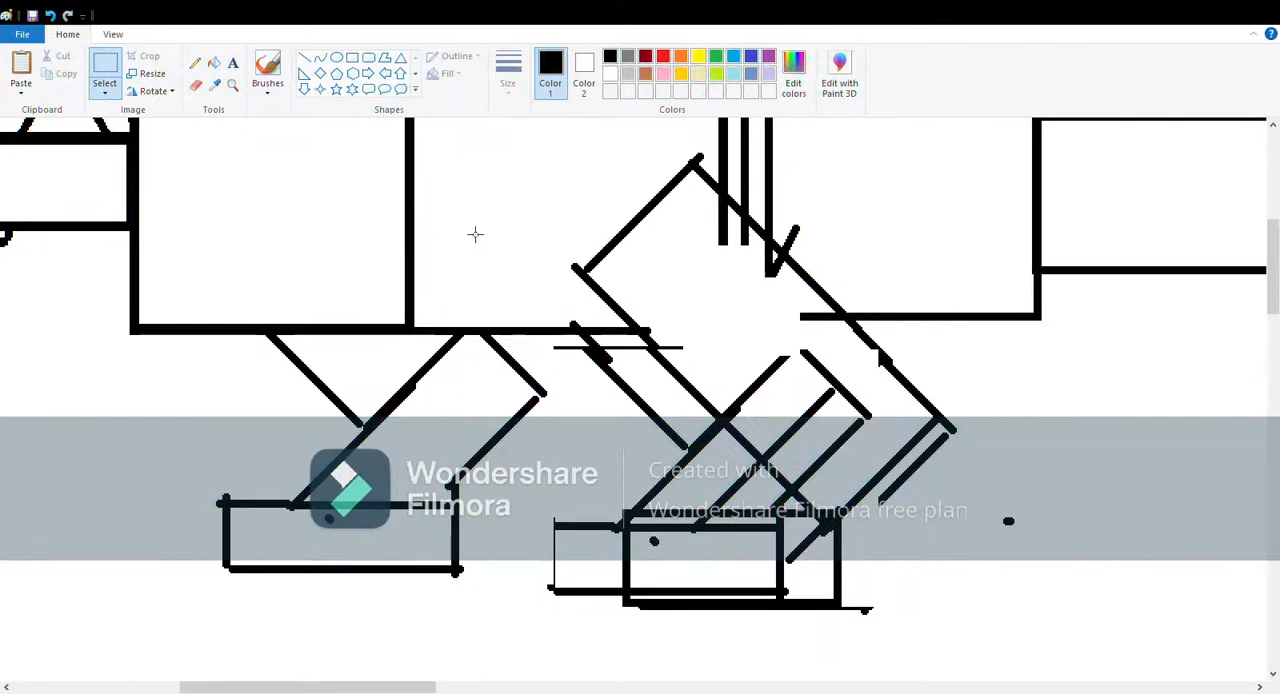 File Home View
Cut Crop Outline Edit Edit with
Paste Copy Select Resize Rotate Brushes Fill Size Color 1 Color 2 colors Paint 3D
Clipboard Image Tools Shapes Colors
A
Wondershare Created with
Filmora Wondershare Filmora free plan